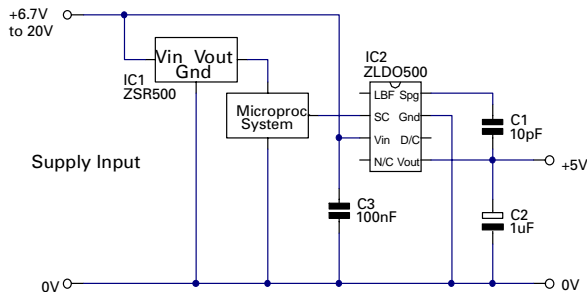 +6.7V
to 20V
Vin Vout
Gnd
IC1
ZSR500
Microproc
System
IC2
ZLDO500
LBF Spg
SC Gnd
Vin D/C
N/C Vout
C1
10pF
+5V
Supply Input
C3
100nF
C2
1uF
0V
0V